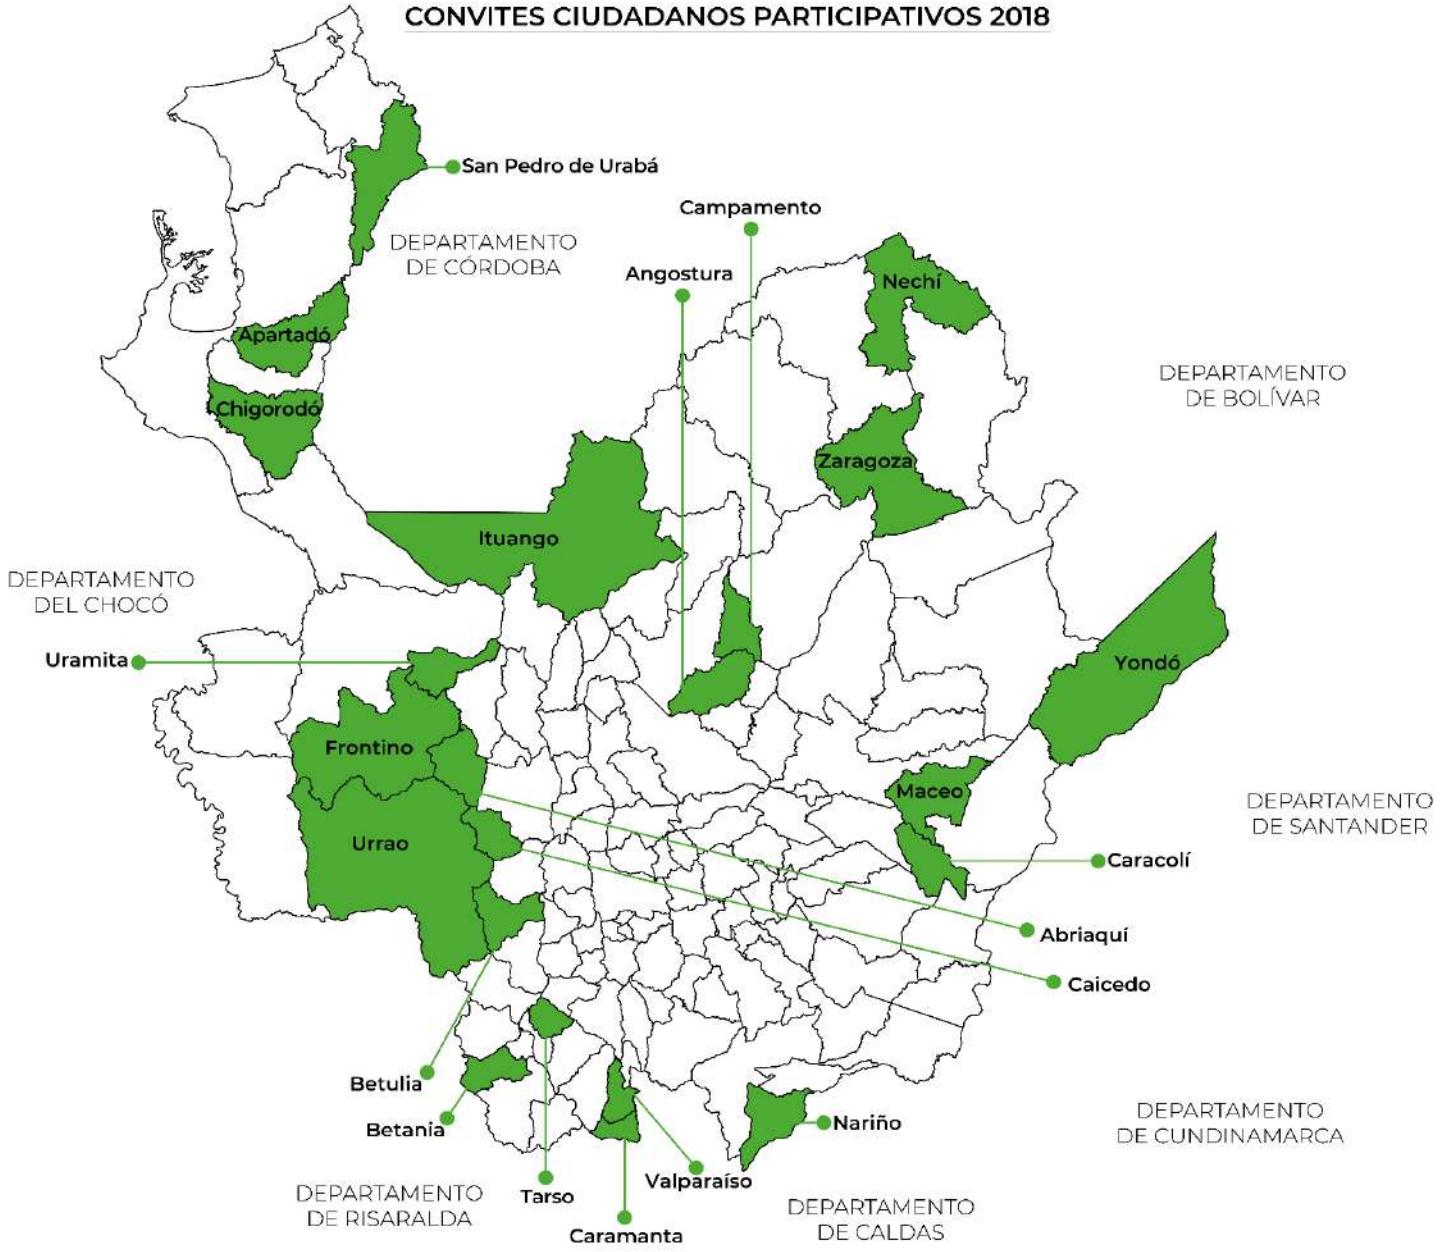 CONVITES CIUDADANOS PARTICIPATIVOS 2018
San Pedro de Urabá
Campamento
DEPARTAMENTO
DE CÓRDOBA
Angostura
Nechí
Apartadó
DEPARTAMENTO
DE BOLÍVAR
Chigorodó
Zaragoza
Ituango
DEPARTAMENTO
DEL CHOCÓ
Uramita
Yondó
Frontino
Maceo
DEPARTAMENTO
DE SANTANDER
Urrao
Caracolí
Abriaquí
Caicedo
Betulia
Betania
Nariño
DEPARTAMENTO
DE CUNDINAMARCA
Valparaíso
Tarso
DEPARTAMENTO
DE RISARALDA
Caramanta
DEPARTAMENTO
DE CALDAS